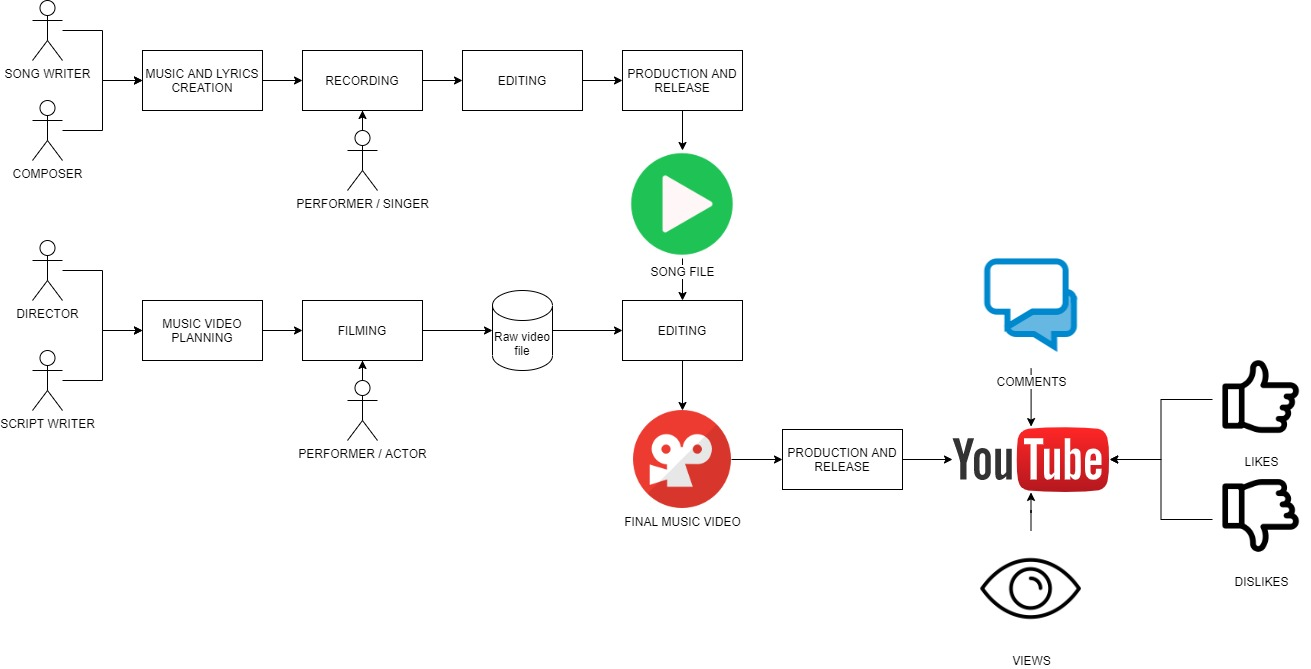 SONG WRITER
COMPOSER
MUSIC AND LYRICS
CREATION
RECORDING
EDITING
PRODUCTION AND
RELEASE
PERFORMER / SINGER
SONG FILE
DIRECTOR
SCRIPT WRITER
MUSIC VIDEO
PLANNING
FILMING
Raw video
file
EDITING
PERFORMER / ACTOR
FINAL MUSIC VIDEO
PRODUCTION AND
RELEASE
COMMENTS
YouTube
LIKES
DISLIKES
VIEWS